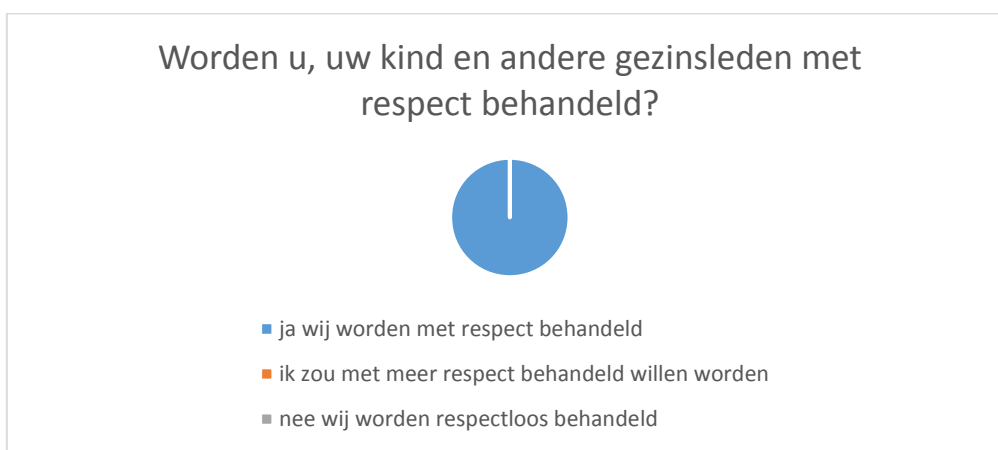 Worden u, uw kind en andere gezinsleden met
respect behandeld?
ja wij worden met respect behandeld
ik zou met meer respect behandeld willen worden
nee wij worden respectloos behandeld